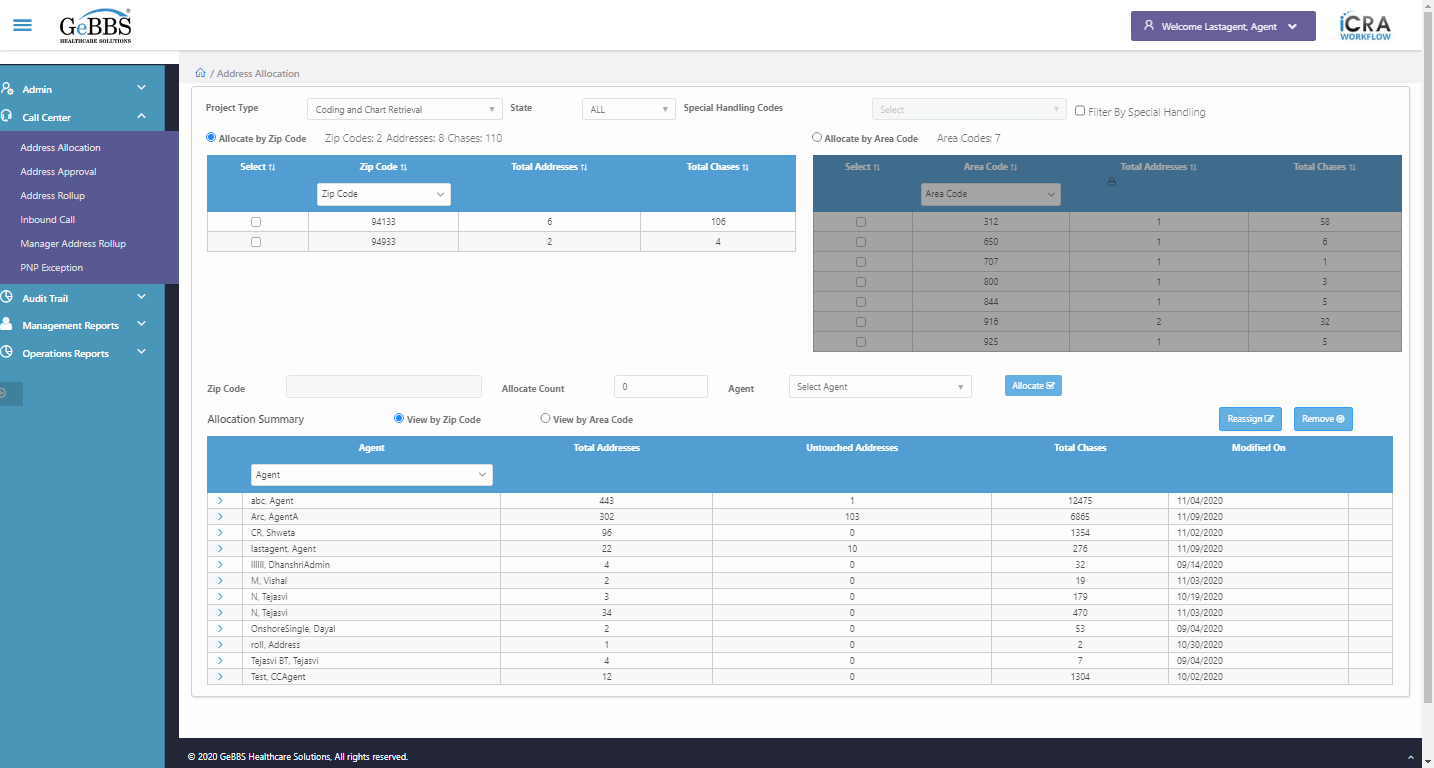 GeBBS
HEALTHCARE SOLUTIONS
Welcome Lastagent, Agent
iCRA
WORKFLOW
/ Address Allocation
Admin
Call Center
Address Allocation
Address Approval
Address Rollup
Inbound Call
Manager Address Rollup
PNP Exception
Audit Trail
Management Reports
Operations Reports
Project Type Coding and Chart Retrieval State ALL Special Handling Codes Select Filter By Special Handling
Allocate by Zip Code Zip Codes: 2 Addresses: 8 Chases: 110
Select Zip Code Total Addresses Total Chases
Zip Code
94133 6 106
94933 2 4
Allocate by Area Code Area Codes: 7
Select Area Code Total Addresses Total Chases
Area Code
312 1 58
650 1 6
707 1 1
800 1 3
844 1 5
916 2 32
925 1 5
Zip Code Allocate Count 0 Agent Select Agent Allocate
Allocation Summary View by Zip Code View by Area Code Reassign Remove
Agent Total Addresses Untouched Addresses Total Chases Modified On
Agent
abc, Agent 443 1 12475 11/04/2020
Arc, AgentA 302 103 6865 11/09/2020
CR, Shweta 96 0 1354 11/02/2020
lastagent, Agent 22 10 276 11/09/2020
llllll, DhanshriAdmin 4 0 32 09/14/2020
M, Vishal 2 0 19 11/03/2020
N, Tejasvi 3 0 179 10/19/2020
N, Tejasvi 34 0 470 11/03/2020
OnshoreSingle, Dayal 2 0 53 09/04/2020
roll, Address 1 0 2 10/30/2020
Tejasvi BT, Tejasvi 4 0 7 09/04/2020
Test, CCAgent 12 0 1304 10/02/2020
© 2020 GeBBS Healthcare Solutions, All rights reserved.